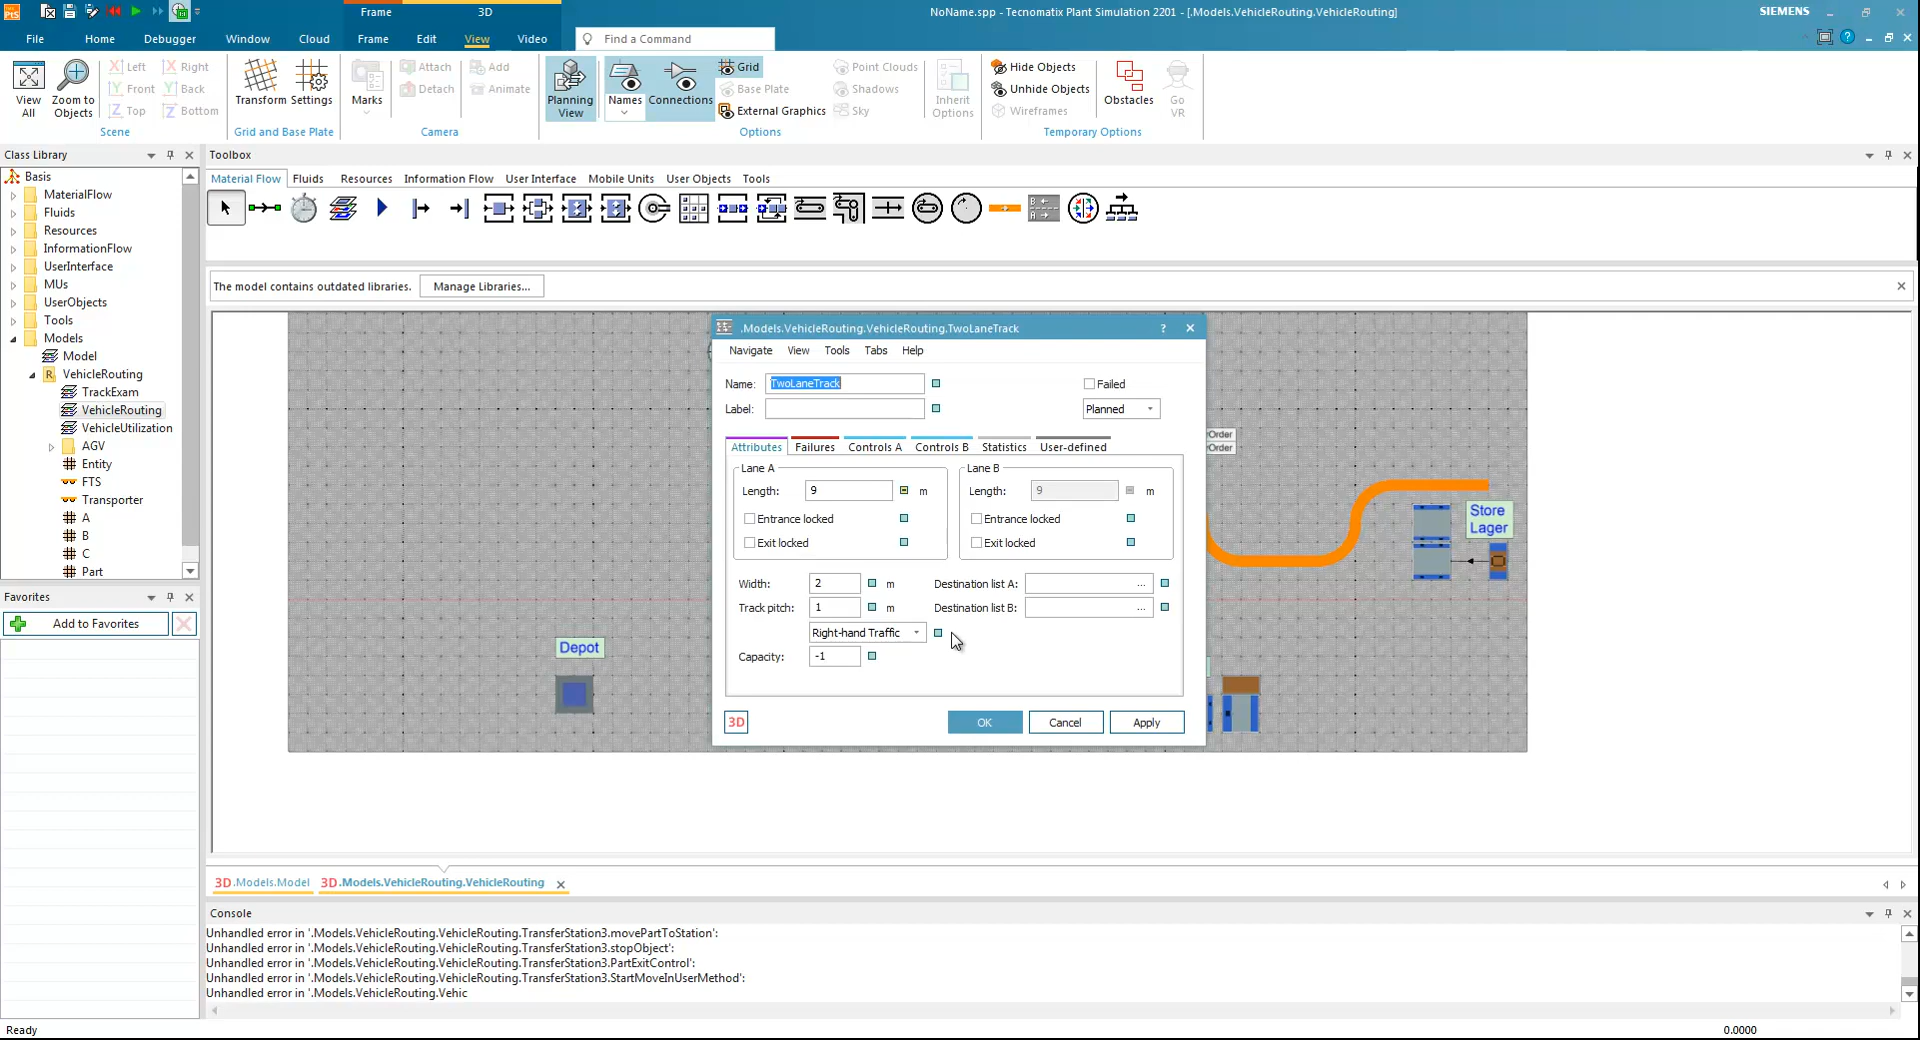 NoName.spp - Tecnomatix Plant Simulation 2201 - [.Models.VehicleRouting.VehicleRouting]
SIEMENS
Frame
3D
File
Home
Debugger
Window
Cloud
Frame
Edit
View
Video
Find a Command
View All
Zoom to Objects
Left
Right
Front
Back
Top
Bottom
Scene
Transform
Settings
Grid and Base Plate
Marks
Attach
Detach
Add
Animate
Camera
Planning View
Names
Connections
Grid
Base Plate
External Graphics
Point Clouds
Shadows
Sky
Inherit Options
Options
Hide Objects
Unhide Objects
Wireframes
Obstacles
Go VR
Temporary Options
Class Library
Basis
MaterialFlow
Fluids
Resources
InformationFlow
UserInterface
MUs
UserObjects
Tools
Models
Model
R VehicleRouting
TrackExam
VehicleRouting
VehicleUtilization
AGV
Entity
FTS
Transporter
A
B
C
Part
Favorites
Add to Favorites
Toolbox
Material Flow
Fluids
Resources
Information Flow
User Interface
Mobile Units
User Objects
Tools
The model contains outdated libraries.
Manage Libraries...
Depot
.Models.VehicleRouting.VehicleRouting.TwoLaneTrack
Navigate
View
Tools
Tabs
Help
Name: TwoLaneTrack
Failed
Label:
Planned
Attributes
Failures
Controls A
Controls B
Statistics
User-defined
Lane A
Length: 9 m
Entrance locked
Exit locked
Lane B
Length: 9 m
Entrance locked
Exit locked
Width: 2 m
Destination list A: ...
Track pitch: 1 m
Destination list B: ...
Right-hand Traffic
Capacity: -1
3D
OK
Cancel
Apply
Order
Order
Store
Lager
3D .Models.Model
3D .Models.VehicleRouting.VehicleRouting
Console
Unhandled error in '.Models.VehicleRouting.VehicleRouting.TransferStation3.movePartToStation':
Unhandled error in '.Models.VehicleRouting.VehicleRouting.TransferStation3.stopObject':
Unhandled error in '.Models.VehicleRouting.VehicleRouting.TransferStation3.PartExitControl':
Unhandled error in '.Models.VehicleRouting.VehicleRouting.TransferStation3.StartMoveInUserMethod':
Unhandled error in '.Models.VehicleRouting.Vehic
Ready
0.0000